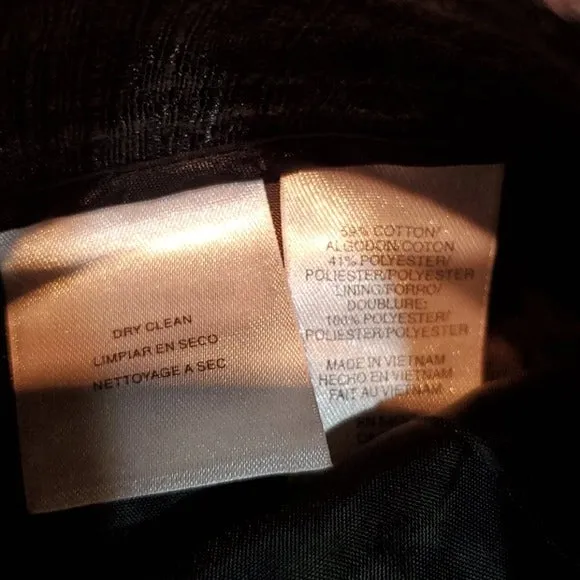 DRY CLEAN
LIMPIAR EN SECO
NETTOYAGE A SEC
59% COTTON/
ALGODON/COTON
41% POLYESTER/
POLIESTER/POLYESTER
LINING/FORRO/
DOUBLURE:
100% POLYESTER/
POLIESTER/POLYESTER
MADE IN VIETNAM
HECHO EN VIETNAM
FAIT AU VIETNAM